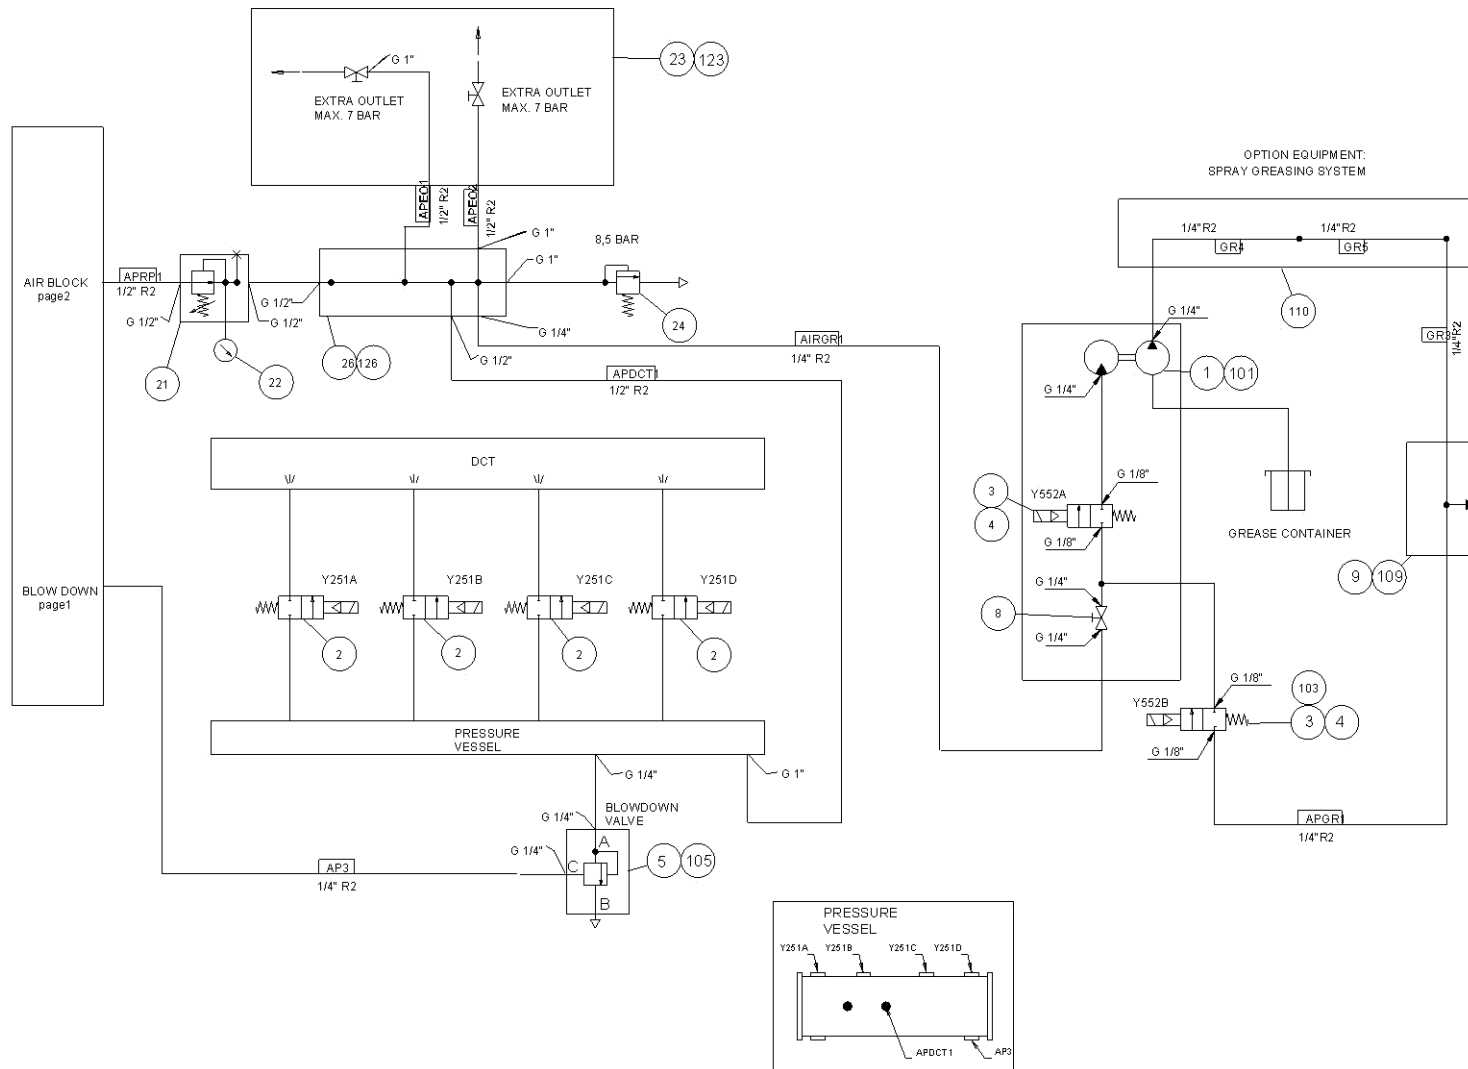 G 1"
EXTRA OUTLET
MAX. 7 BAR
EXTRA OUTLET
MAX. 7 BAR
23
123
OPTION EQUIPMENT:
SPRAY GREASING SYSTEM
APEO1
1/2" R2
APEO2
1/2" R2
G 1"
G 1"
8,5 BAR
1/4"R2
GR4
1/4"R2
GR5
AIR BLOCK
page2
APRP1
1/2" R2
G 1/2"
G 1/2"
G 1/2"
G 1/4"
G 1/2"
24
110
G 1/4"
GR3
1/4"R2
21
22
26
126
AIRGR1
1/4" R2
APDCT1
1/2" R2
G 1/4"
1
101
DCT
G 1/8"
3
Y552A
4
G 1/8"
GREASE CONTAINER
BLOW DOWN
page1
Y251A
Y251B
Y251C
Y251D
2
2
2
2
G 1/4"
8
G 1/4"
9
109
PRESSURE
VESSEL
G 1/8"
103
Y552B
3
4
G 1/8"
G 1/4"
G 1"
BLOWDOWN
VALVE
G 1/4"
A
G 1/4"
C
B
5
105
AP3
1/4" R2
APGR1
1/4"R2
PRESSURE
VESSEL
Y251A
Y251B
Y251C
Y251D
APDCT1
AP3